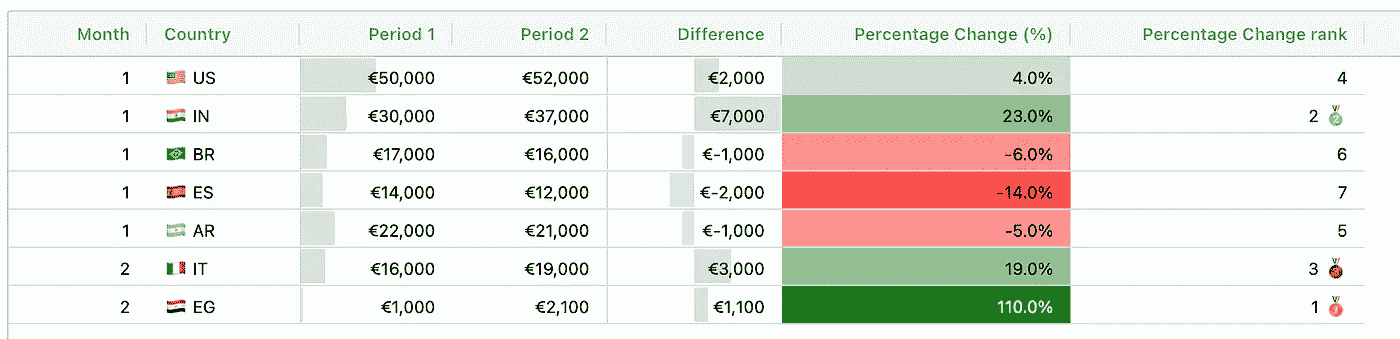 Month Country Period 1 Period 2 Difference Percentage Change (%) Percentage Change rank
1 US €50,000 €52,000 €2,000 4.0% 4
1 IN €30,000 €37,000 €7,000 23.0% 2
1 BR €17,000 €16,000 €-1,000 -6.0% 6
1 ES €14,000 €12,000 €-2,000 -14.0% 7
1 AR €22,000 €21,000 €-1,000 -5.0% 5
2 IT €16,000 €19,000 €3,000 19.0% 3
2 EG €1,000 €2,100 €1,100 110.0% 1